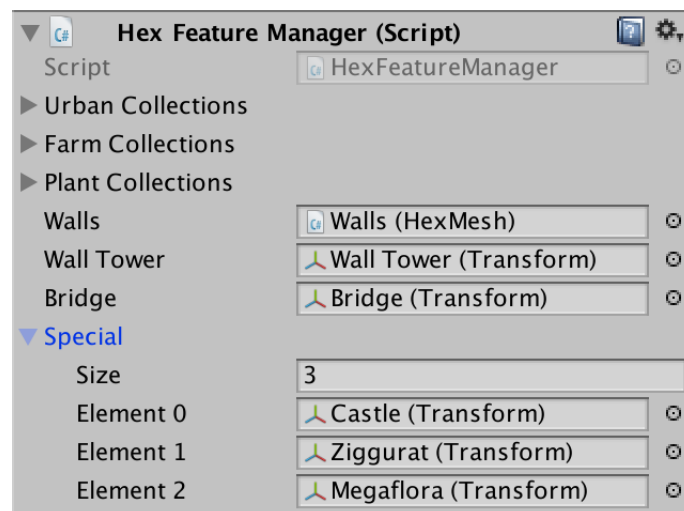 Hex Feature Manager (Script)
Script HexFeatureManager
Urban Collections
Farm Collections
Plant Collections
Walls Walls (HexMesh)
Wall Tower Wall Tower (Transform)
Bridge Bridge (Transform)
Special
Size 3
Element 0 Castle (Transform)
Element 1 Ziggurat (Transform)
Element 2 Megaflora (Transform)